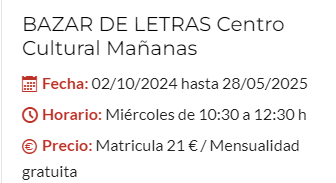 BAZAR DE LETRAS Centro
Cultural Mañanas
Fecha: 02/10/2024 hasta 28/05/2025
Horario: Miércoles de 10:30 a 12:30 h
Precio: Matricula 21 € / Mensualidad
gratuita